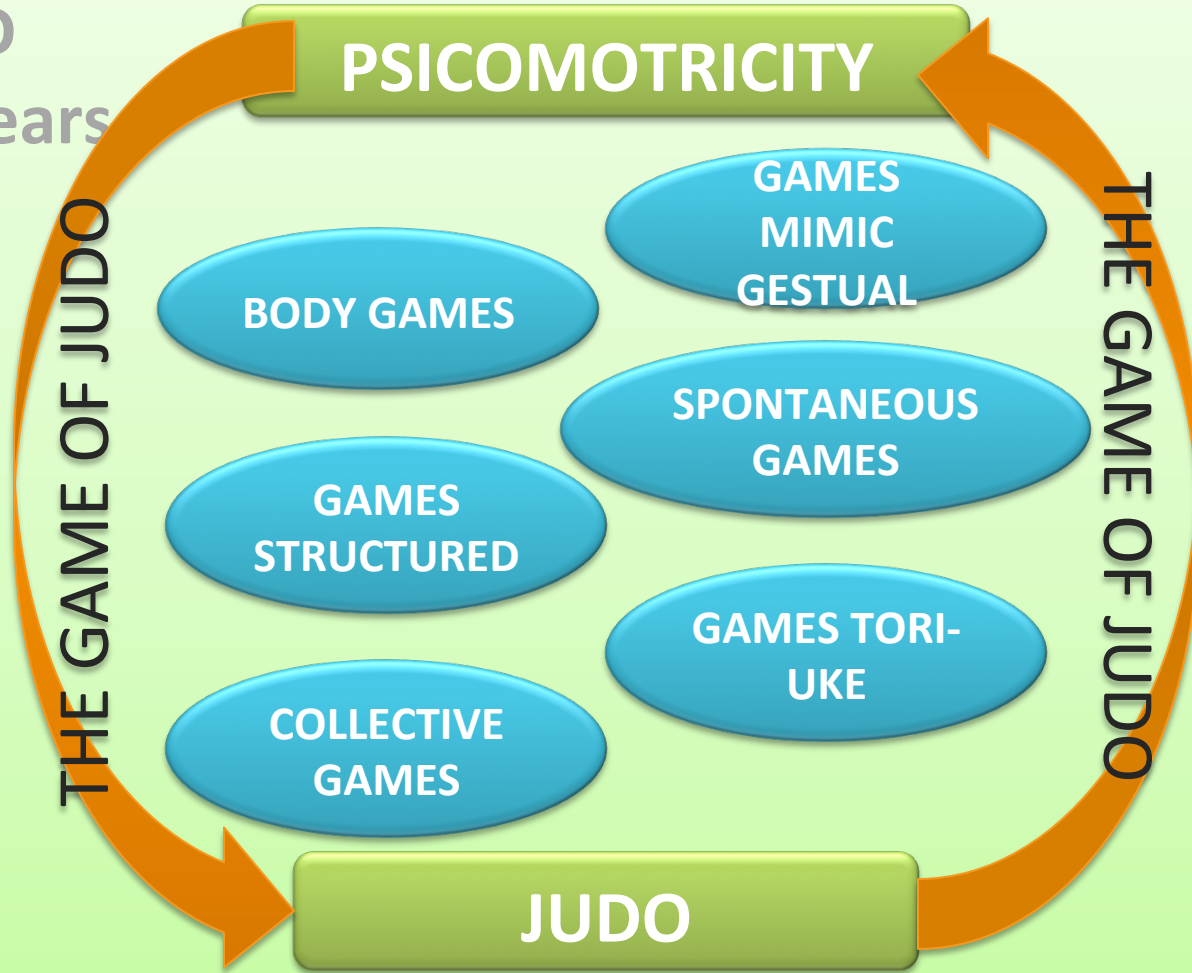 PSICOMOTRICITY
THE GAME OF JUDO
GAMES
MIMIC
GESTUAL
BODY GAMES
SPONTANEOUS
GAMES
GAMES
STRUCTURED
GAMES TORI-
UKE
COLLECTIVE
GAMES
THE GAME OF JUDO
JUDO